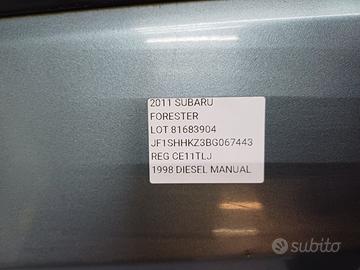 2011 SUBARU
FORESTER
LOT 81683904
JF1SHHKZ3BG067443
REG CE11TLJ
1998 DIESEL MANUAL
subito